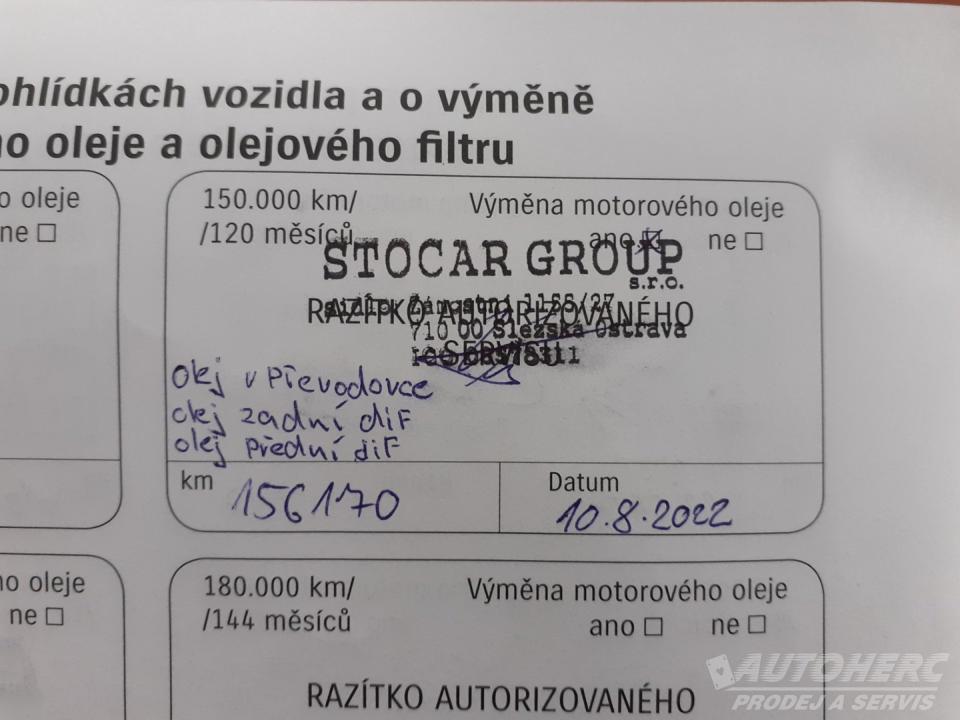 ohlídkách vozidla a o výměně
ho oleje a olejového filtru
o oleje
ne
150.000 km/
/120 měsíců
Výměna motorového oleje
ano ne
STOCAR GROUP
s.r.o.
RAZÍTKO AUTORIZOVANÉHO
710 00 Slezská Ostrava
SERVISU
olej v Převodovce
olej zadní diF
olej Přední diF
km 156170
Datum 10.8.2022
ho oleje
ne
180.000 km/
/144 měsíců
Výměna motorového oleje
ano ne
RAZÍTKO AUTORIZOVANÉHO
AUTOHERC
PRODEJ A SERVIS